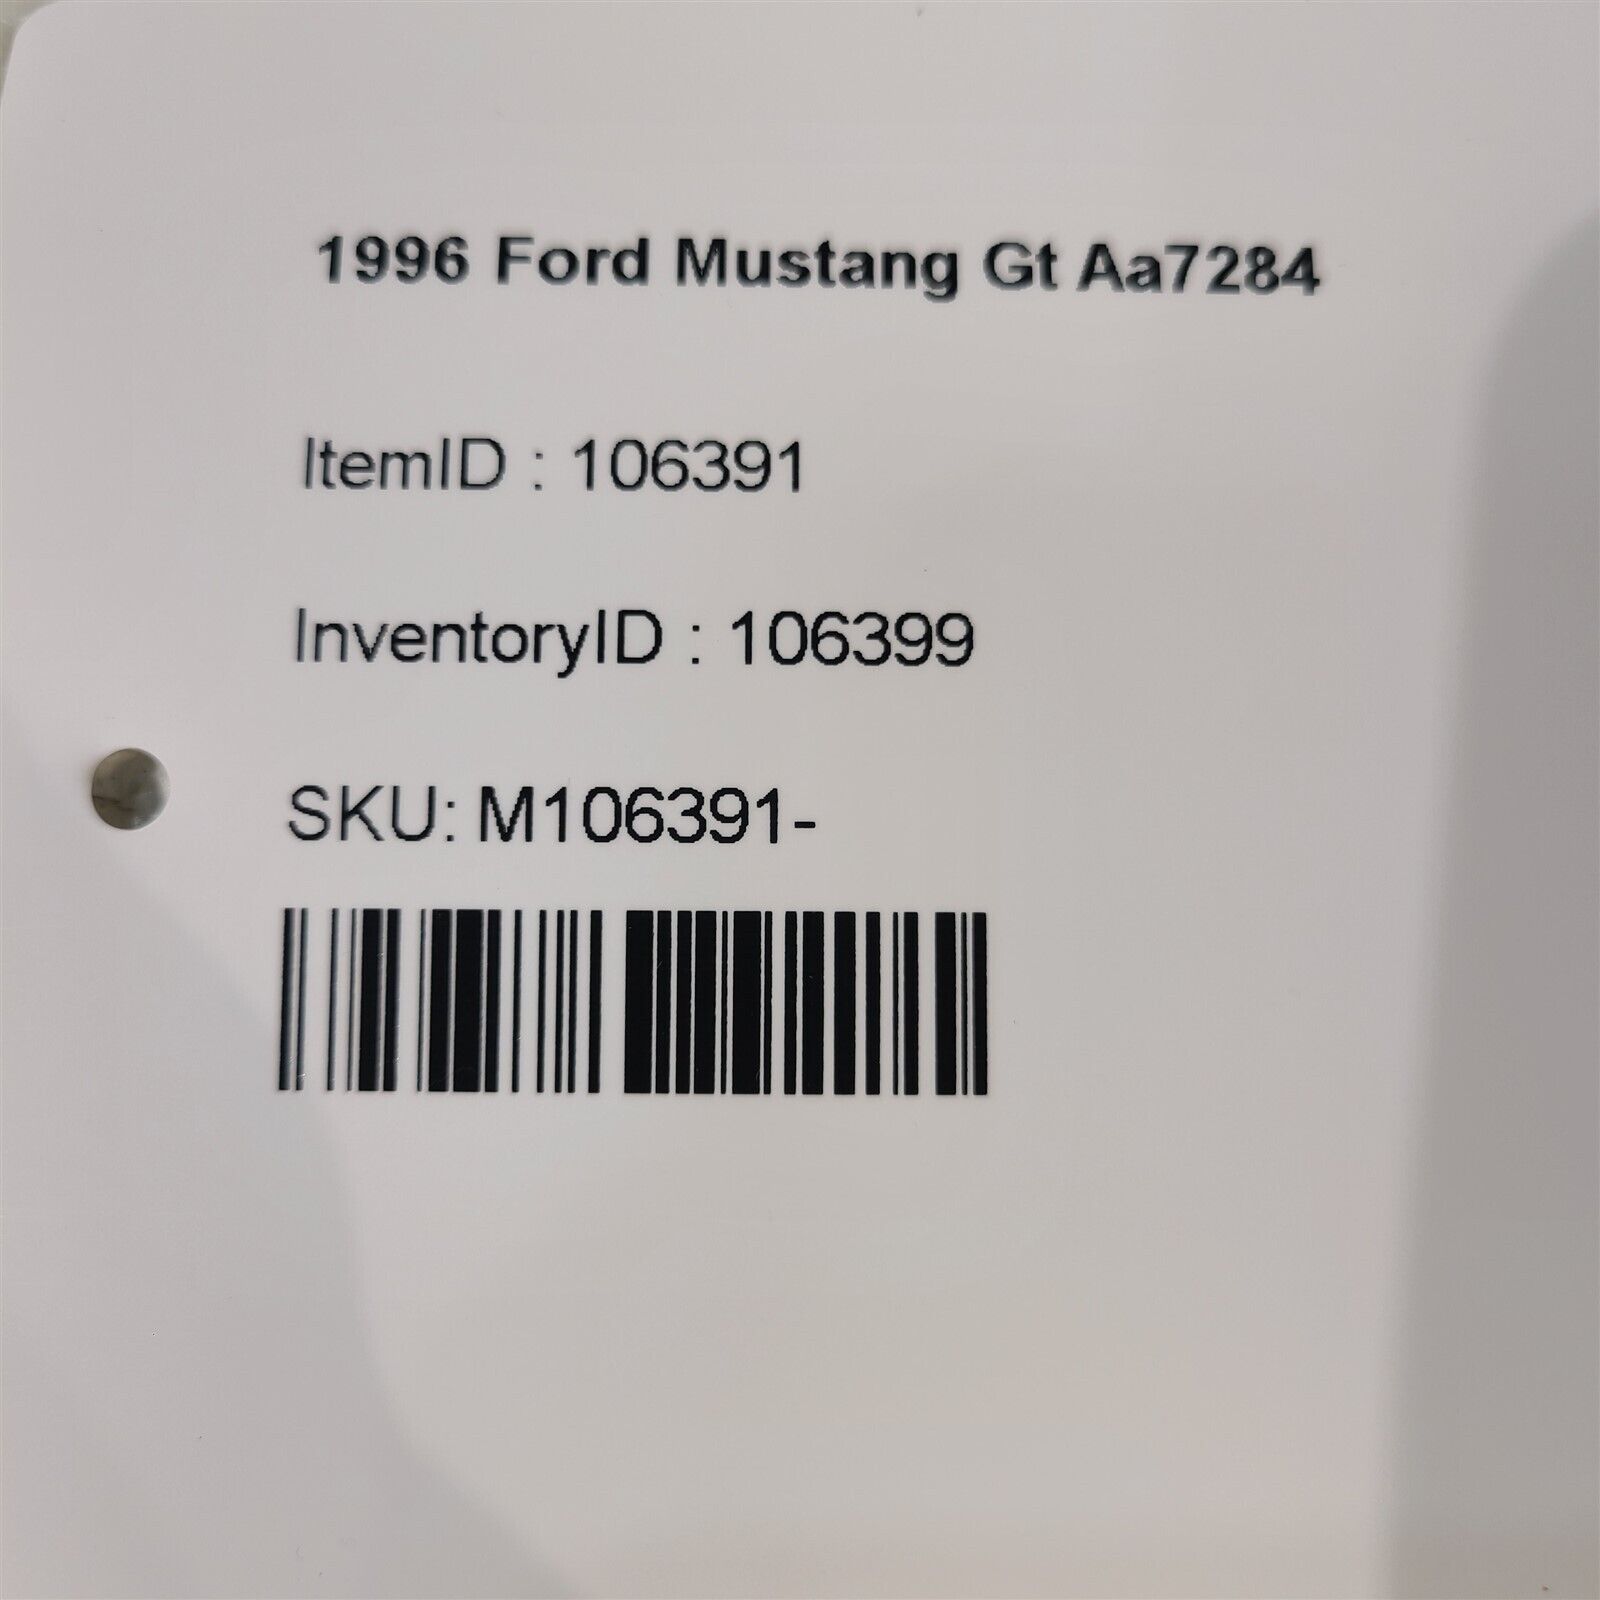 1996 Ford Mustang Gt Aa7284
ItemID : 106391
InventoryID : 106399
SKU: M106391-